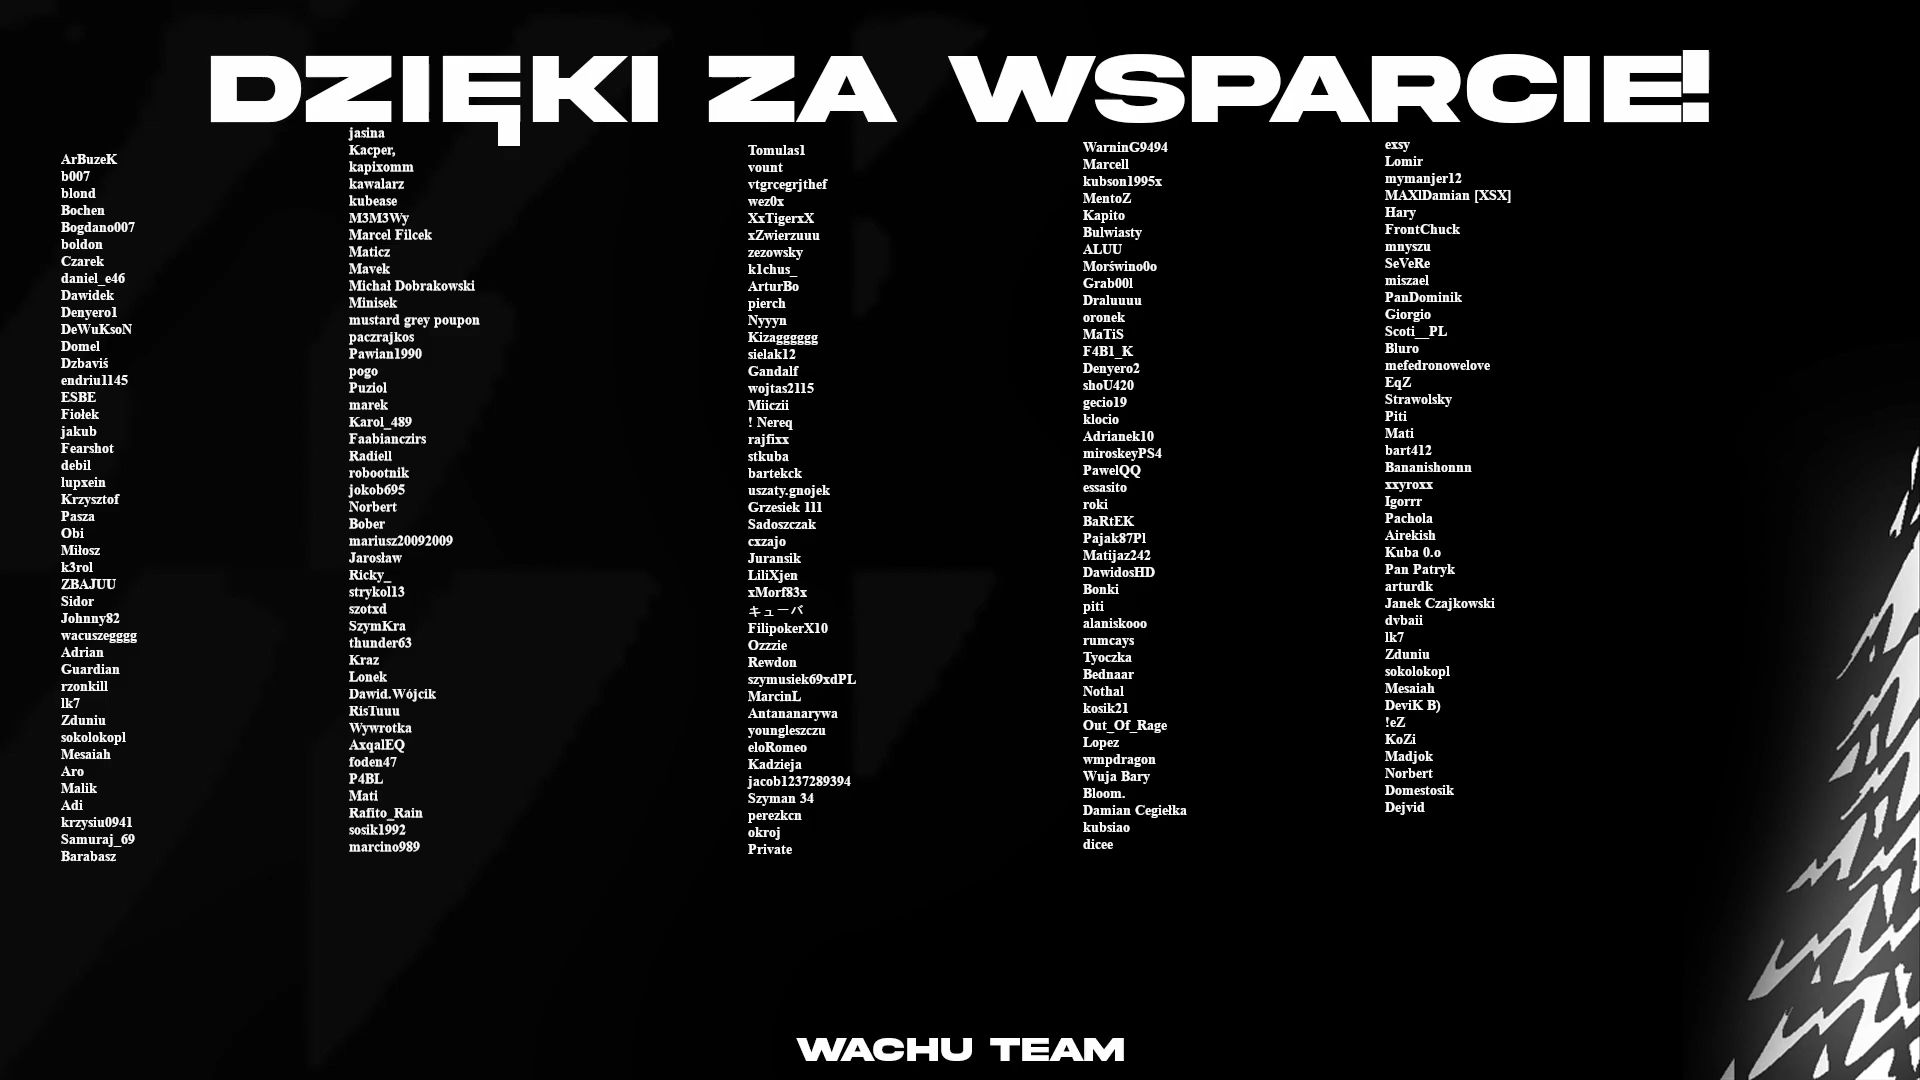 DZIĘKI ZA WSPARCIE!
ArBuzeK
b007
blond
Bochen
Bogdano007
boldon
Czarek
daniel_e46
Dawidek
Denyero1
DeWuKsoN
Domel
Dzbaviś
endriu1145
ESBE
Fiołek
jakub
Fearshot
debil
lupxein
Krzysztof
Pasza
Obi
Miłosz
k3rol
ZBAJUU
Sidor
Johnny82
wacuszegggg
Adrian
Guardian
rzonkill
lk7
Zduniu
sokolokopl
Mesaiah
Aro
Malik
Adi
krzysiu0941
Samuraj_69
Barabasz
jasina
Kacper,
kapixomm
kawalarz
kubease
M3M3Wy
Marcel Filcek
Maticz
Mavek
Michał Dobrakowski
Minisek
mustard grey poupon
paczrajkos
Pawian1990
pogo
Puziol
marek
Karol_489
Faabianczirs
Radiell
robootnik
jokob695
Norbert
Bober
mariusz20092009
Jarosław
Ricky_
strykol13
szotxd
SzymKra
thunder63
Kraz
Lonek
Dawid.Wójcik
RisTuuu
Wywrotka
AxqalEQ
foden47
P4BL
Mati
Rafito_Rain
sosik1992
marcino989
Tomulas1
vount
vtgrcegrjthef
wez0x
XxTigerxX
xZwierzuuu
zezowsky
k1chus_
ArturBo
pierch
Nyyyn
Kizagggggg
sielak12
Gandalf
wojtas2115
Miiczii
! Nereq
rajfixx
stkuba
bartekck
uszaty.gnojek
Grzesiek 111
Sadoszczak
cxzajo
Juransik
LiliXjen
xMorf83x
キューバ
FilipokerX10
Ozzzie
Rewdon
szymusiek69xdPL
MarcinL
Antananarywa
youngleszczu
eloRomeo
Kadzieja
jacob1237289394
Szyman 34
perezkcn
okroj
Private
WarninG9494
Marcell
kubson1995x
MentoZ
Kapito
Bulwiasty
ALUU
Morświno0o
Grab00l
Draluuuu
oronek
MaTiS
F4B1_K
Denyero2
shoU420
gecio19
klocio
Adrianek10
miroskeyPS4
PawelQQ
essasito
roki
BaRtEK
Pajak87Pl
Matijaz242
DawidosHD
Bonki
piti
alaniskooo
rumcays
Tyoczka
Bednaar
Nothal
kosik21
Out_Of_Rage
Lopez
wmpdragon
Wuja Bary
Bloom.
Damian Cegiełka
kubsiao
dicee
exsy
Lomir
mymanjer12
MAXlDamian [XSX]
Hary
FrontChuck
mnyszu
SeVeRe
miszael
PanDominik
Giorgio
Scoti__PL
Bluro
mefedronowelove
EqZ
Strawolsky
Piti
Mati
bart412
Bananishonnn
xxyroxx
Igorrr
Pachola
Airekish
Kuba 0.o
Pan Patryk
arturdk
Janek Czajkowski
dvbaii
lk7
Zduniu
sokolokopl
Mesaiah
DeviK B)
!eZ
KoZi
Madjok
Norbert
Domestosik
Dejvid
WACHU TEAM